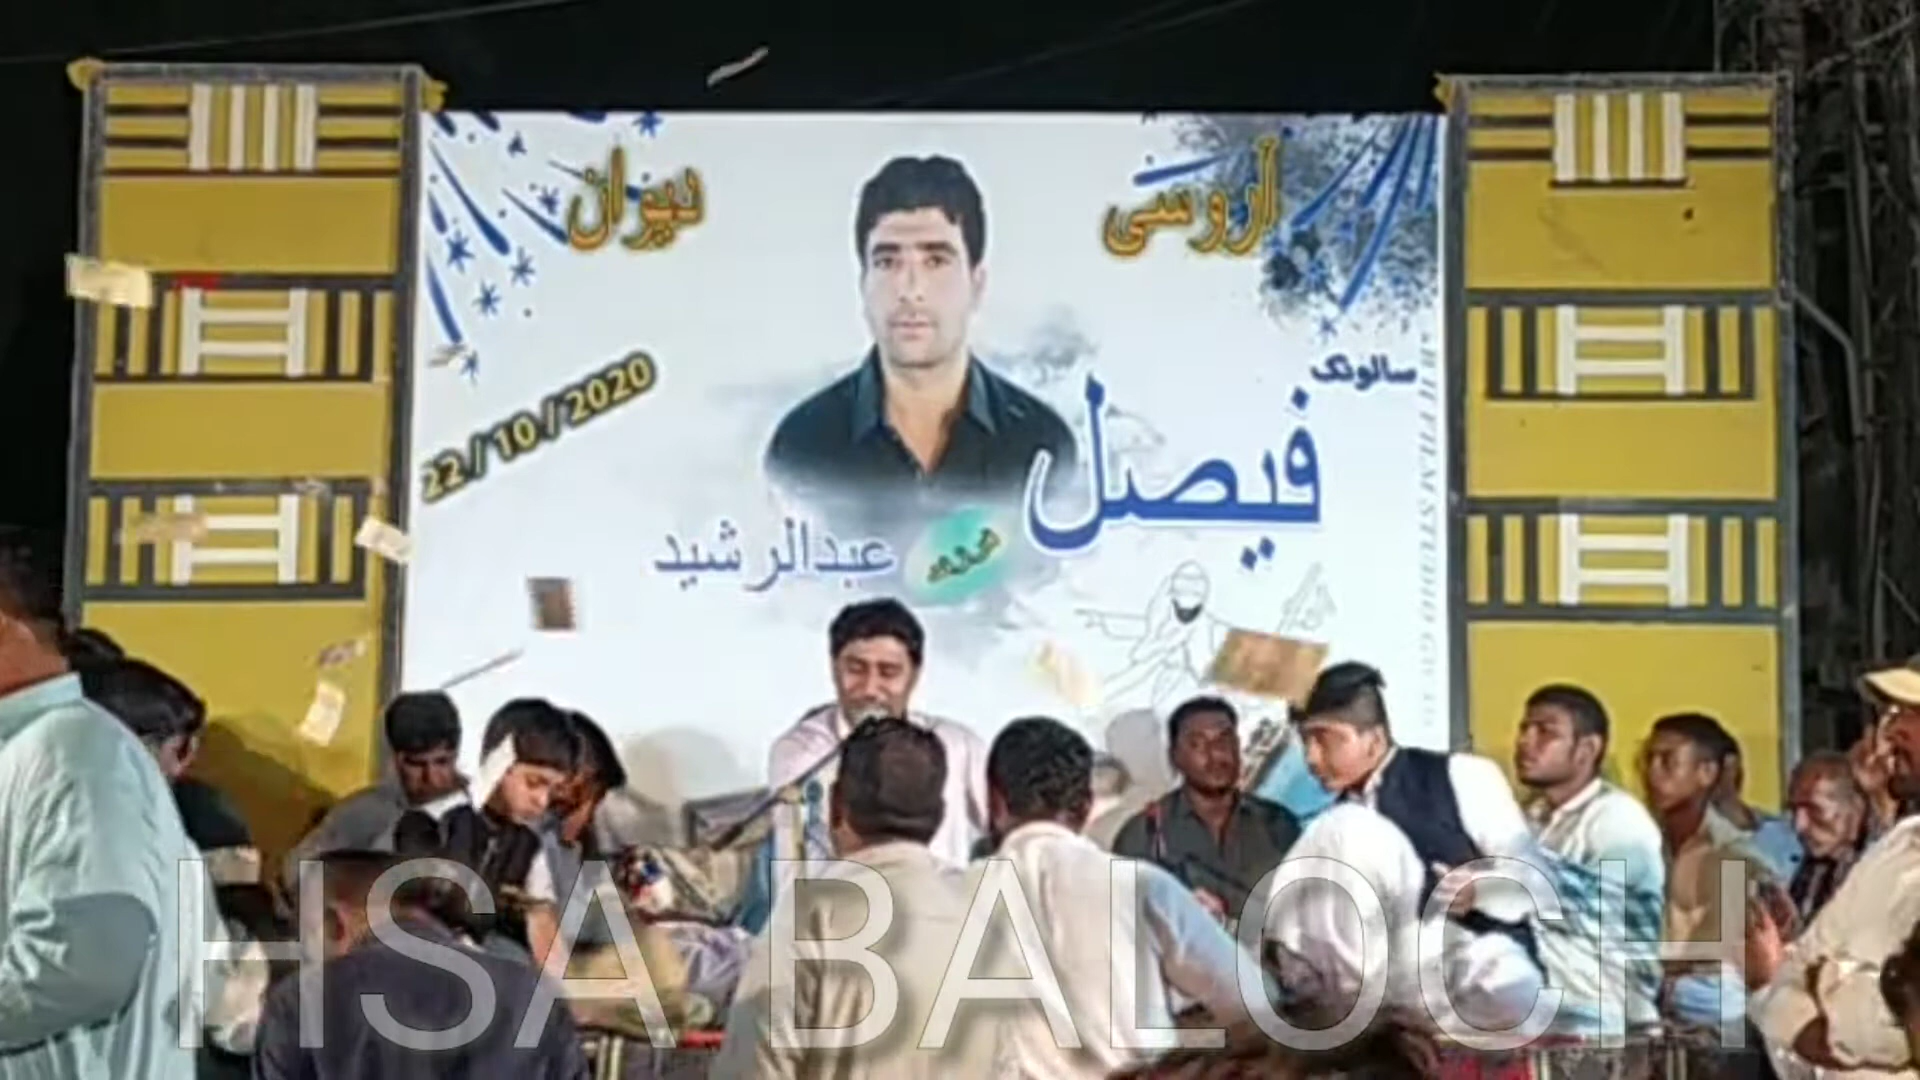 آروسی دیوان
سالونک
فیصل
22/10/2020
عبدالرشید
HSA BALOCH